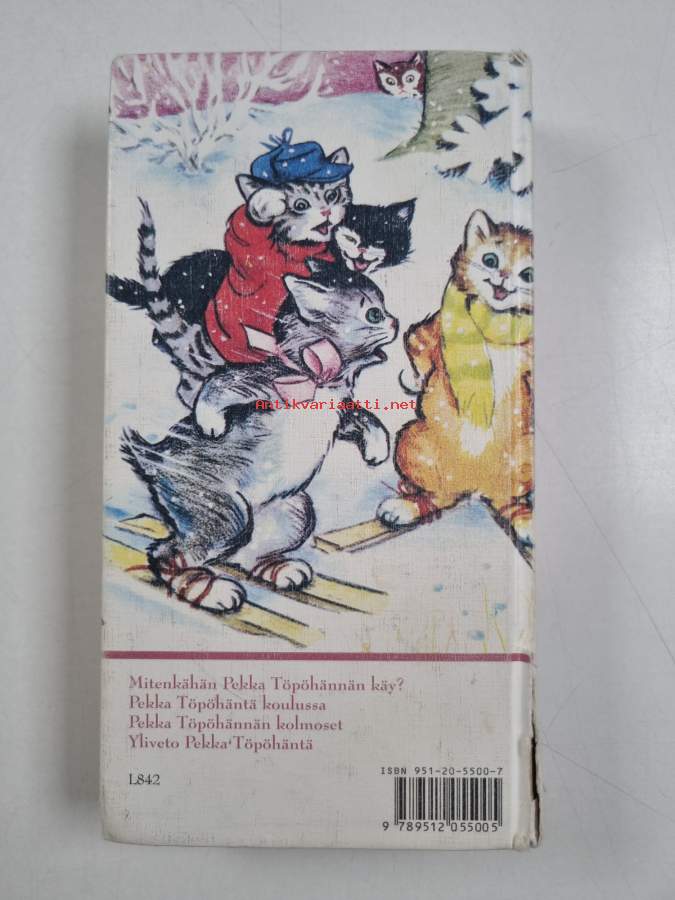 Antikvariaatti.net
Mitenkähän Pekka Töpöhännän käy?
Pekka Töpöhäntä koulussa
Pekka Töpöhännän kolmoset
Yliveto Pekka Töpöhäntä
L842
ISBN 951-20-5500-7
9 789512 055005